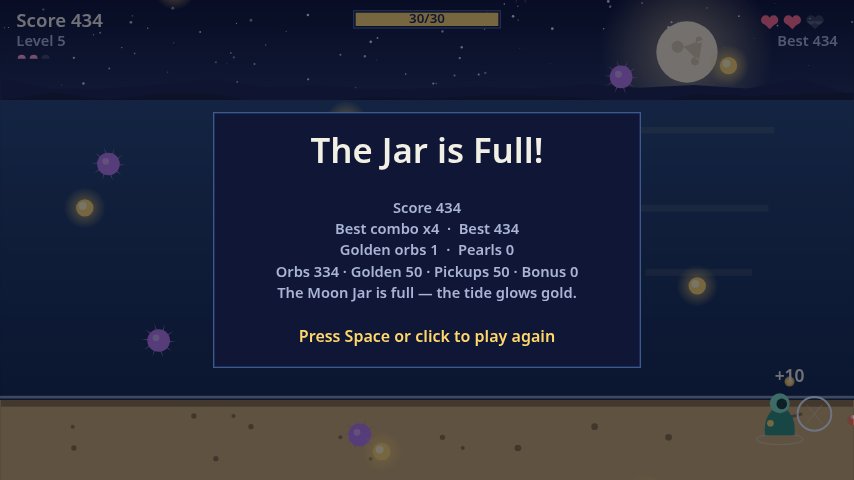 Score 434
Level 5
30/30
Best 434
The Jar is Full!
Score 434
Best combo x4 · Best 434
Golden orbs 1 · Pearls 0
Orbs 334 · Golden 50 · Pickups 50 · Bonus 0
The Moon Jar is full — the tide glows gold.
Press Space or click to play again
+10